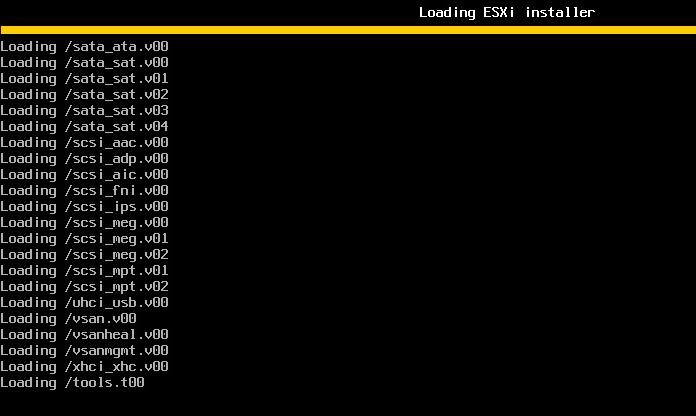 Loading ESXi installer
Loading /sata_ata.v00
Loading /sata_sat.v00
Loading /sata_sat.v01
Loading /sata_sat.v02
Loading /sata_sat.v03
Loading /sata_sat.v04
Loading /scsi_aac.v00
Loading /scsi_adp.v00
Loading /scsi_aic.v00
Loading /scsi_fni.v00
Loading /scsi_ips.v00
Loading /scsi_meg.v00
Loading /scsi_meg.v01
Loading /scsi_meg.v02
Loading /scsi_mpt.v01
Loading /scsi_mpt.v02
Loading /uhci_usb.v00
Loading /vsan.v00
Loading /vsanheal.v00
Loading /vsanmgmt.v00
Loading /xhci_xhc.v00
Loading /tools.t00